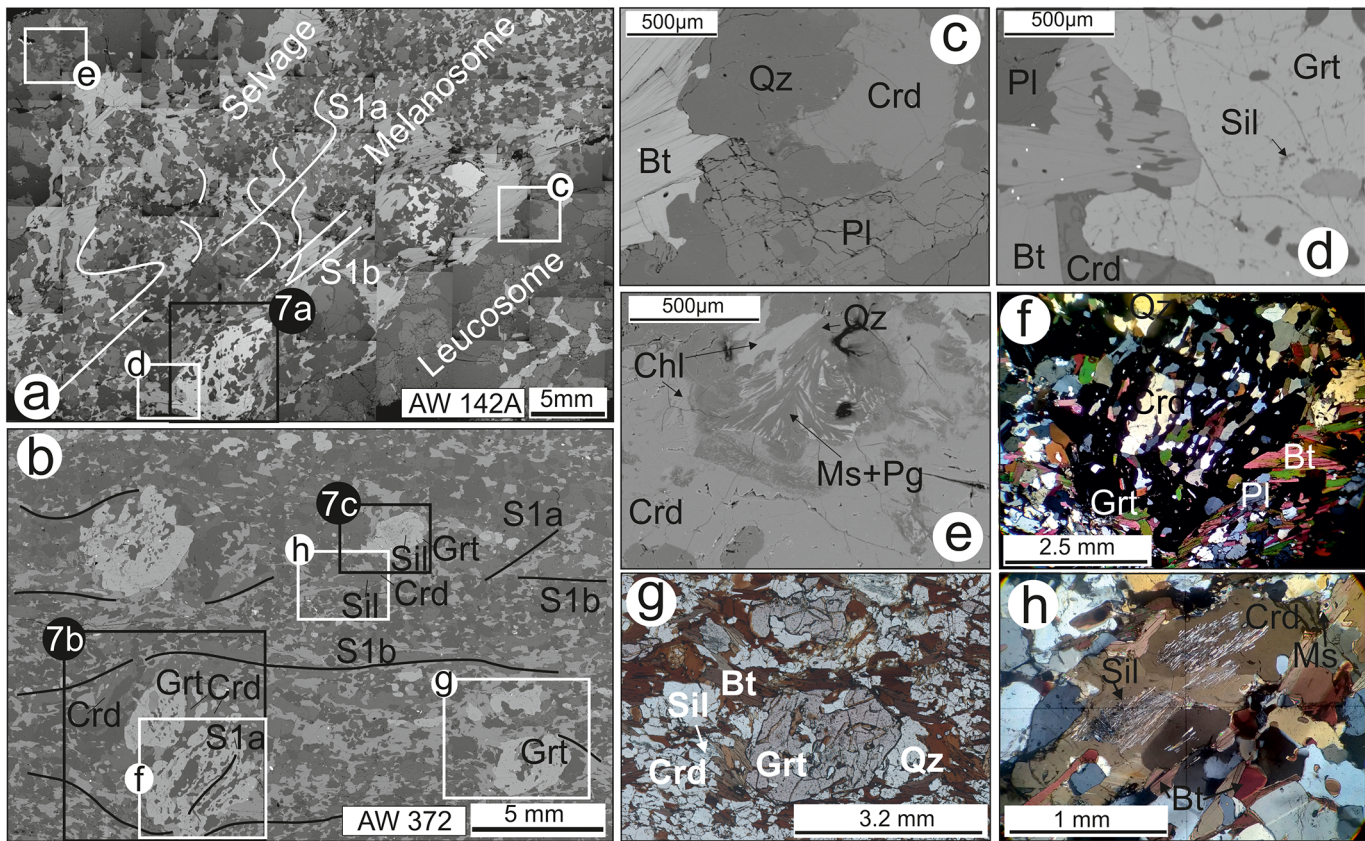 e
Selvage
S1a
Melanosome
c
S1b
7a
Leucosome
d
a
AW 142A
5mm
b
7c
S1a
h
Sil
Grt
Crd
Sil
S1b
S1b
7b
Grt
Crd
Crd
S1a
g
f
Grt
AW 372
5 mm
500µm
c
Qz
Crd
Bt
Pl
500µm
Pl
Grt
Sil
Bt
Crd
d
500µm
Qz
Chl
Ms+Pg
Crd
e
f
Qz
Crd
Bt
Pl
Grt
2.5 mm
g
Bt
Sil
Crd
Grt
Qz
3.2 mm
h
Crd
Ms
Sil
Bt
1 mm